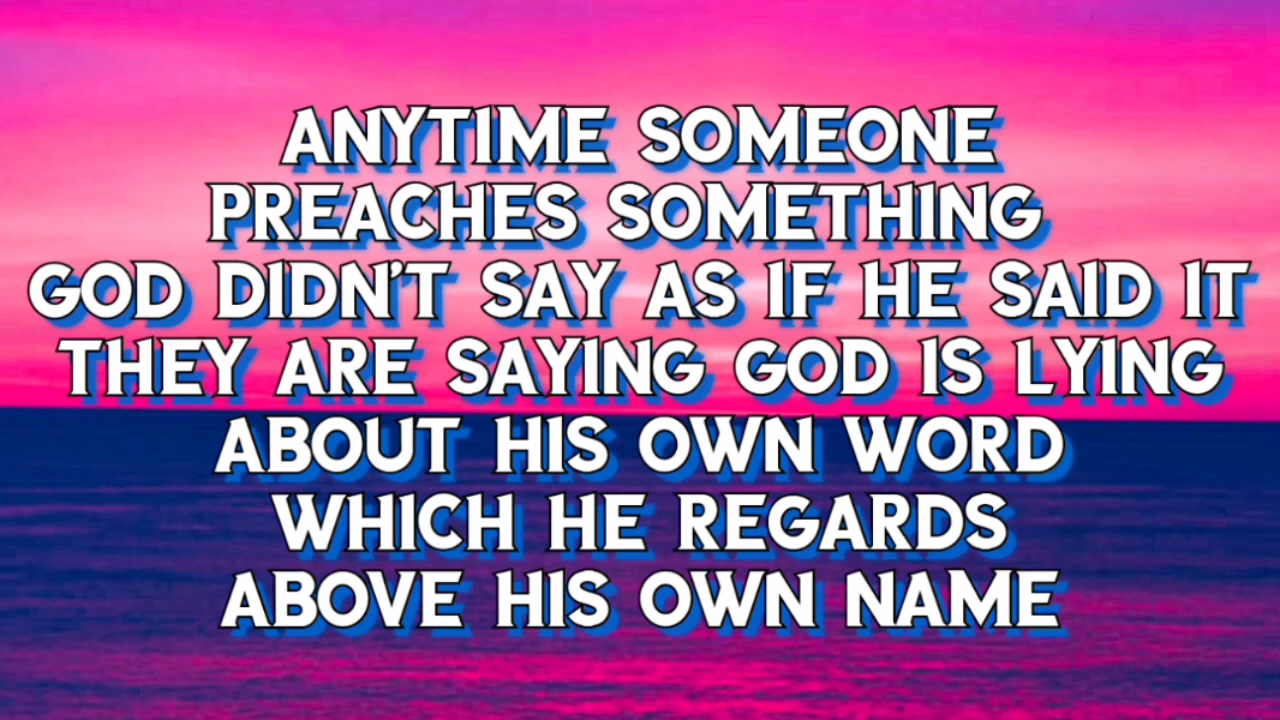 ANYTIME SOMEONE
PREACHES SOMETHING
GOD DIDN'T SAY AS IF HE SAID IT
THEY ARE SAYING GOD IS LYING
ABOUT HIS OWN WORD
WHICH HE REGARDS
ABOVE HIS OWN NAME